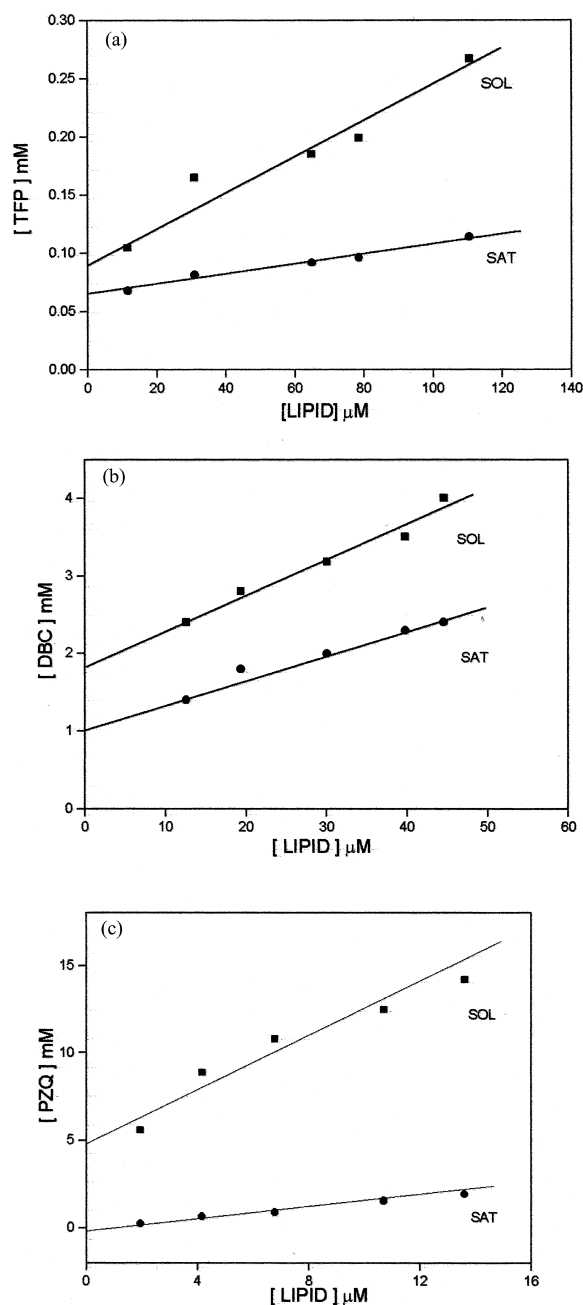 (a)
0.30
0.25
0.20
0.15
0.10
0.05
0.00
[ TFP ] mM
SOL
SAT
0 20 40 60 80 100 120 140
[LIPID] μM
(b)
4
3
2
1
0
[ DBC ] mM
SOL
SAT
0 10 20 30 40 50 60
[ LIPID ] μM
(c)
15
10
5
0
[ PZQ ] mM
SOL
SAT
0 4 8 12 16
[ LIPID ] μM